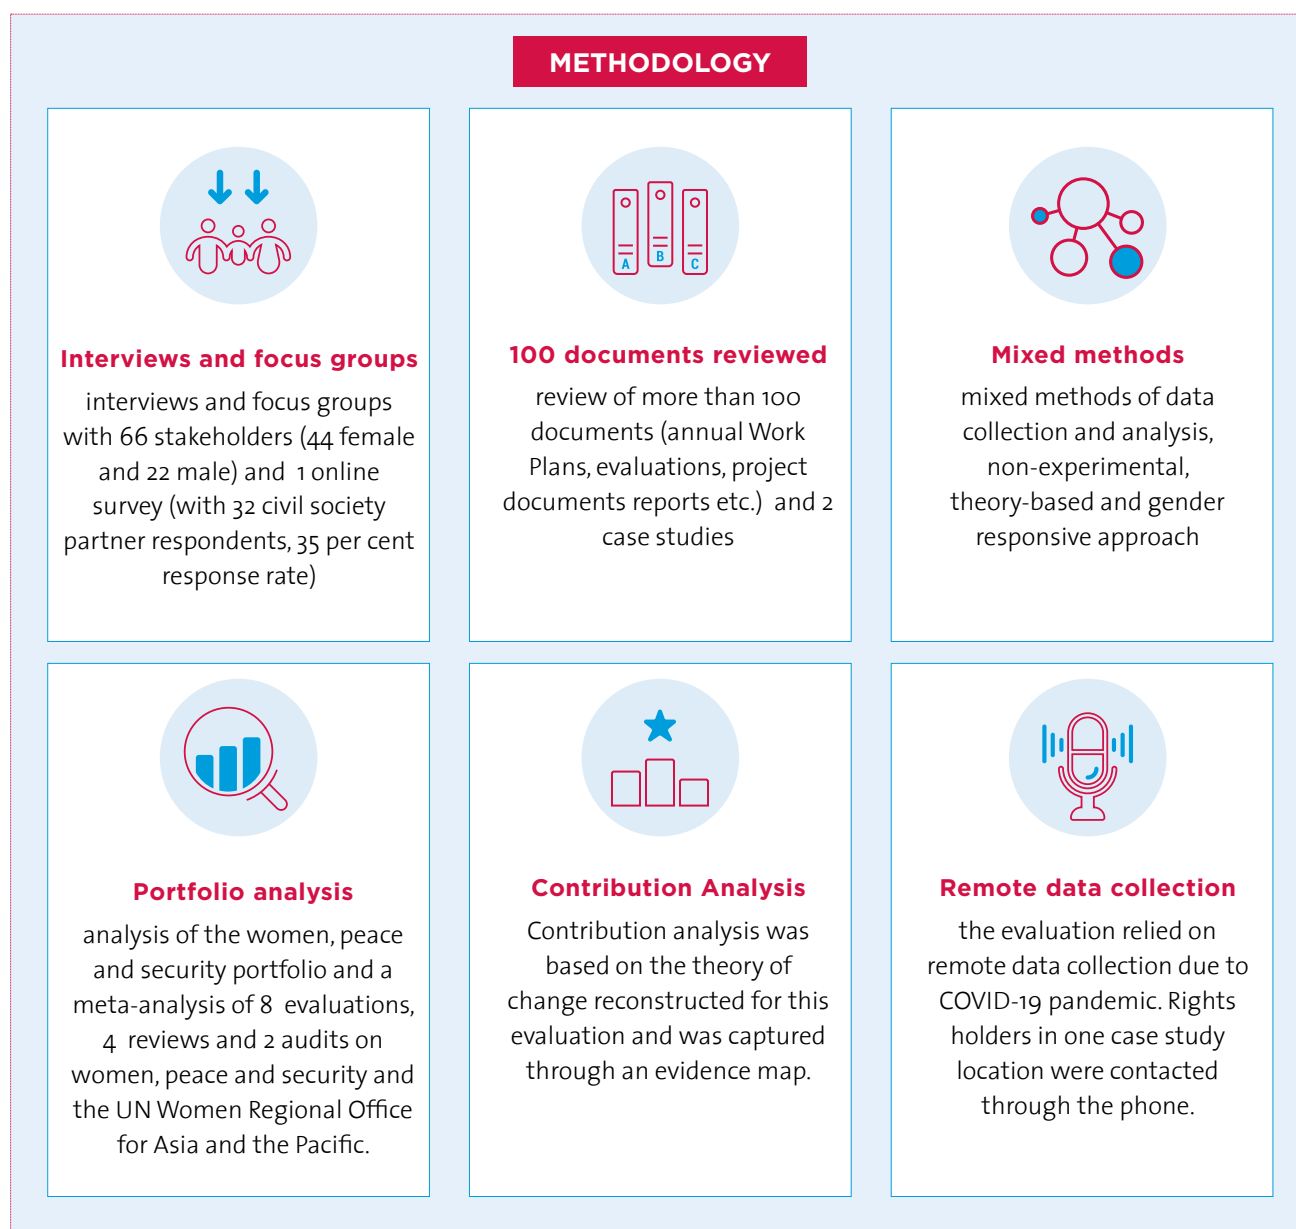 METHODOLOGY
Interviews and focus groups
interviews and focus groups
with 66 stakeholders (44 female
and 22 male) and 1 online
survey (with 32 civil society
partner respondents, 35 per cent
response rate)
A B C
100 documents reviewed
review of more than 100
documents (annual Work
Plans, evaluations, project
documents reports etc.) and 2
case studies
Mixed methods
mixed methods of data
collection and analysis,
non-experimental,
theory-based and gender
responsive approach
Portfolio analysis
analysis of the women, peace
and security portfolio and a
meta-analysis of 8 evaluations,
4 reviews and 2 audits on
women, peace and security and
the UN Women Regional Office
for Asia and the Pacific.
Contribution Analysis
Contribution analysis was
based on the theory of
change reconstructed for this
evaluation and was captured
through an evidence map.
Remote data collection
the evaluation relied on
remote data collection due to
COVID-19 pandemic. Rights
holders in one case study
location were contacted
through the phone.